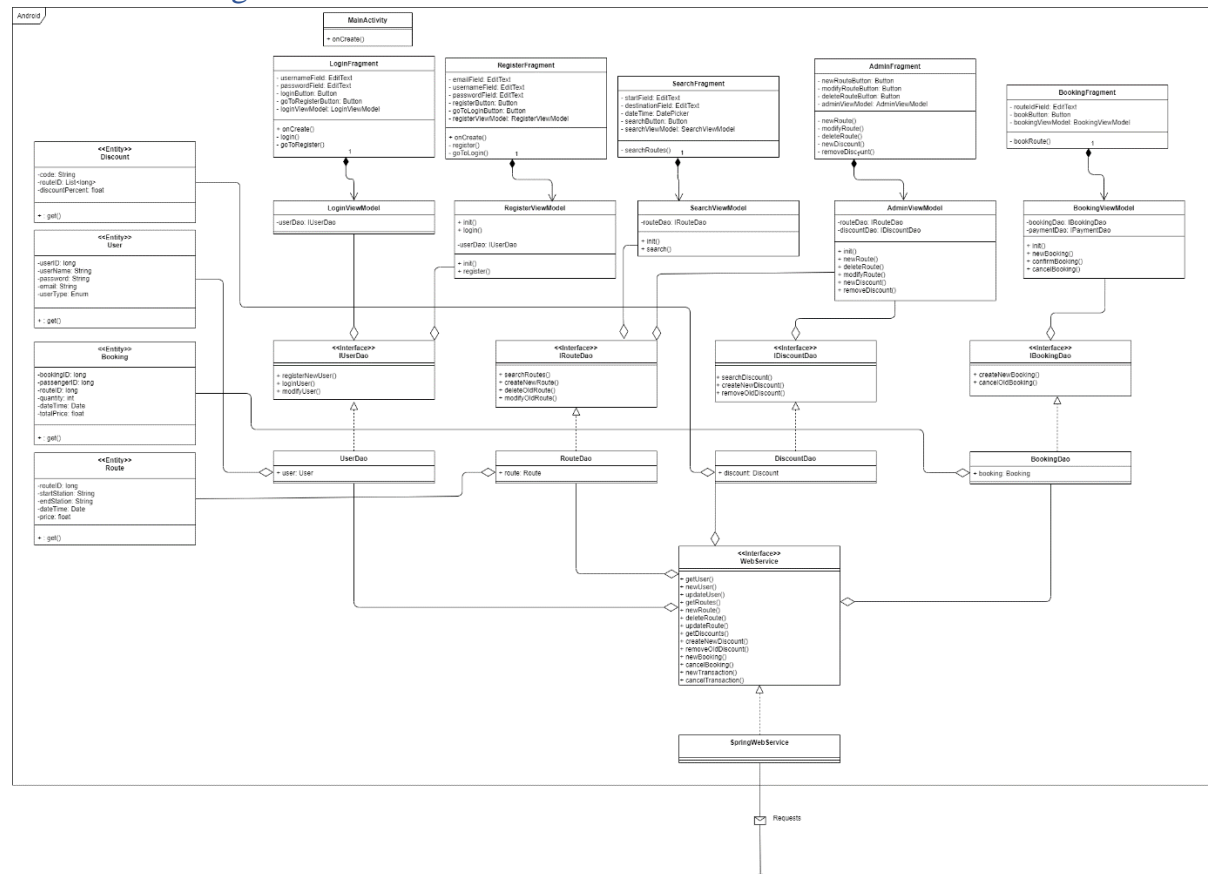 Android
MainActivity
+ onCreate()
LoginFragment
- usernameField: EditText
- passwordField: EditText
- loginButton: Button
- goToRegisterButton: Button
- loginViewModel: LoginViewModel
+ onCreate()
- login()
- goToRegister()
1
RegisterFragment
- emailField: EditText
- usernameField: EditText
- passwordField: EditText
- registerButton: Button
- goToLoginButton: Button
- registerViewModel: RegisterViewModel
+ onCreate()
- register()
- goToLogin()
1
SearchFragment
- startField: EditText
- destinationField: EditText
- dateTime: DatePicker
- searchButton: Button
- searchViewModel: SearchViewModel
- searchRoutes()
1
AdminFragment
- newRouteButton: Button
- modifyRouteButton: Button
- deleteRouteButton: Button
- adminViewModel: AdminViewModel
- newRoute()
- modifyRoute()
- deleteRoute()
- newDiscount()
- removeDiscount()
1
BookingFragment
- routeIdField: EditText
- bookButton: Button
- bookingViewModel: BookingViewModel
- bookRoute()
1
<<Entity>>
Discount
-code: String
-routeID: List<long>
-discountPercent: float
+ : get()
LoginViewModel
-userDao: IUserDao
RegisterViewModel
+ init()
+ login()
-userDao: IUserDao
+ init()
+ register()
SearchViewModel
-routeDao: IRouteDao
+ init()
+ search()
AdminViewModel
-routeDao: IRouteDao
-discountDao: IDiscountDao
+ init()
+ newRoute()
+ deleteRoute()
+ modifyRoute()
+ newDiscount()
+ removeDiscount()
BookingViewModel
-bookingDao: IBookingDao
-paymentDao: IPaymentDao
+ init()
+ newBooking()
+ confirmBooking()
+ cancelBooking()
<<Entity>>
User
-userID: long
-userName: String
-password: String
-email: String
-userType: Enum
+ : get()
<<Entity>>
Booking
-bookingID: long
-passengerID: long
-routeID: long
-quantity: int
-dateTime: Date
-totalPrice: float
+ : get()
<<Interface>>
IUserDao
+ registerNewUser()
+ loginUser()
+ modifyUser()
<<Interface>>
IRouteDao
+ searchRoutes()
+ createNewRoute()
+ deleteOldRoute()
+ modifyOldRoute()
<<Interface>>
IDiscountDao
+ searchDiscount()
+ createNewDiscount()
+ removeOldDiscount()
<<Interface>>
IBookingDao
+ createNewBooking()
+ cancelOldBooking()
<<Entity>>
Route
-routeID: long
-startStation: String
-endStation: String
-dateTime: Date
-price: float
+ : get()
UserDao
+ user: User
RouteDao
+ route: Route
DiscountDao
+ discount: Discount
BookingDao
+ booking: Booking
<<Interface>>
WebService
+ getUser()
+ newUser()
+ updateUser()
+ getRoutes()
+ newRoute()
+ deleteRoute()
+ updateRoute()
+ getDiscounts()
+ createNewDiscount()
+ removeOldDiscount()
+ newBooking()
+ cancelBooking()
+ newTransaction()
+ cancelTransaction()
SpringWebService
Requests